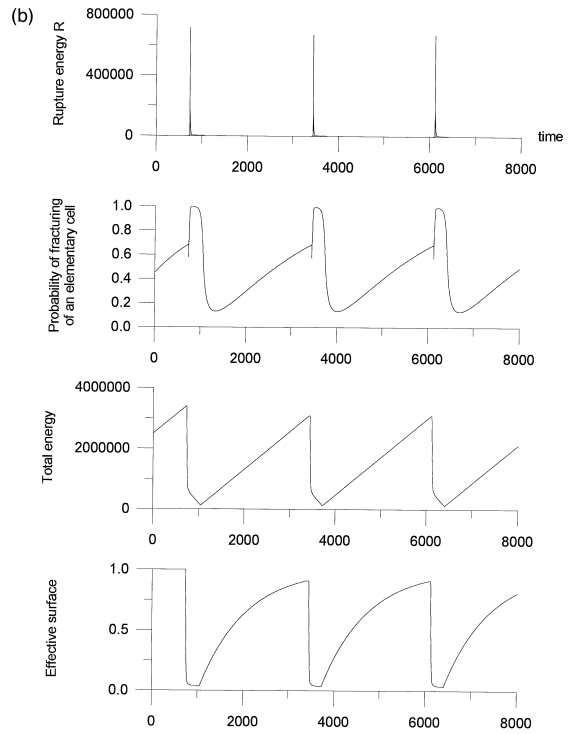 (b)
Rupture energy R
800000
400000
0
time
0 2000 4000 6000 8000
Probability of fracturing
of an elementary cell
1.0
0.8
0.6
0.4
0.2
0.0
0 2000 4000 6000 8000
Total energy
4000000
2000000
0
0 2000 4000 6000 8000
Effective surface
1.0
0.5
0.0
0 2000 4000 6000 8000